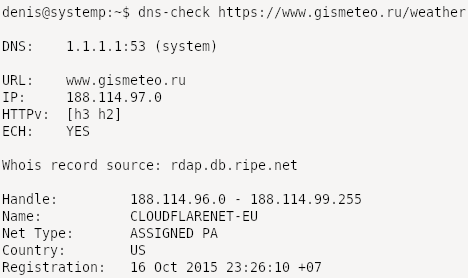 denis@systemp:~$ dns-check https://www.gismeteo.ru/weather
DNS:    1.1.1.1:53 (system)
URL:    www.gismeteo.ru
IP:     188.114.97.0
HTTPv:  [h3 h2]
ECH:    YES
Whois record source: rdap.db.ripe.net
Handle:         188.114.96.0 - 188.114.99.255
Name:           CLOUDFLARENET-EU
Net Type:       ASSIGNED PA
Country:        US
Registration:   16 Oct 2015 23:26:10 +07